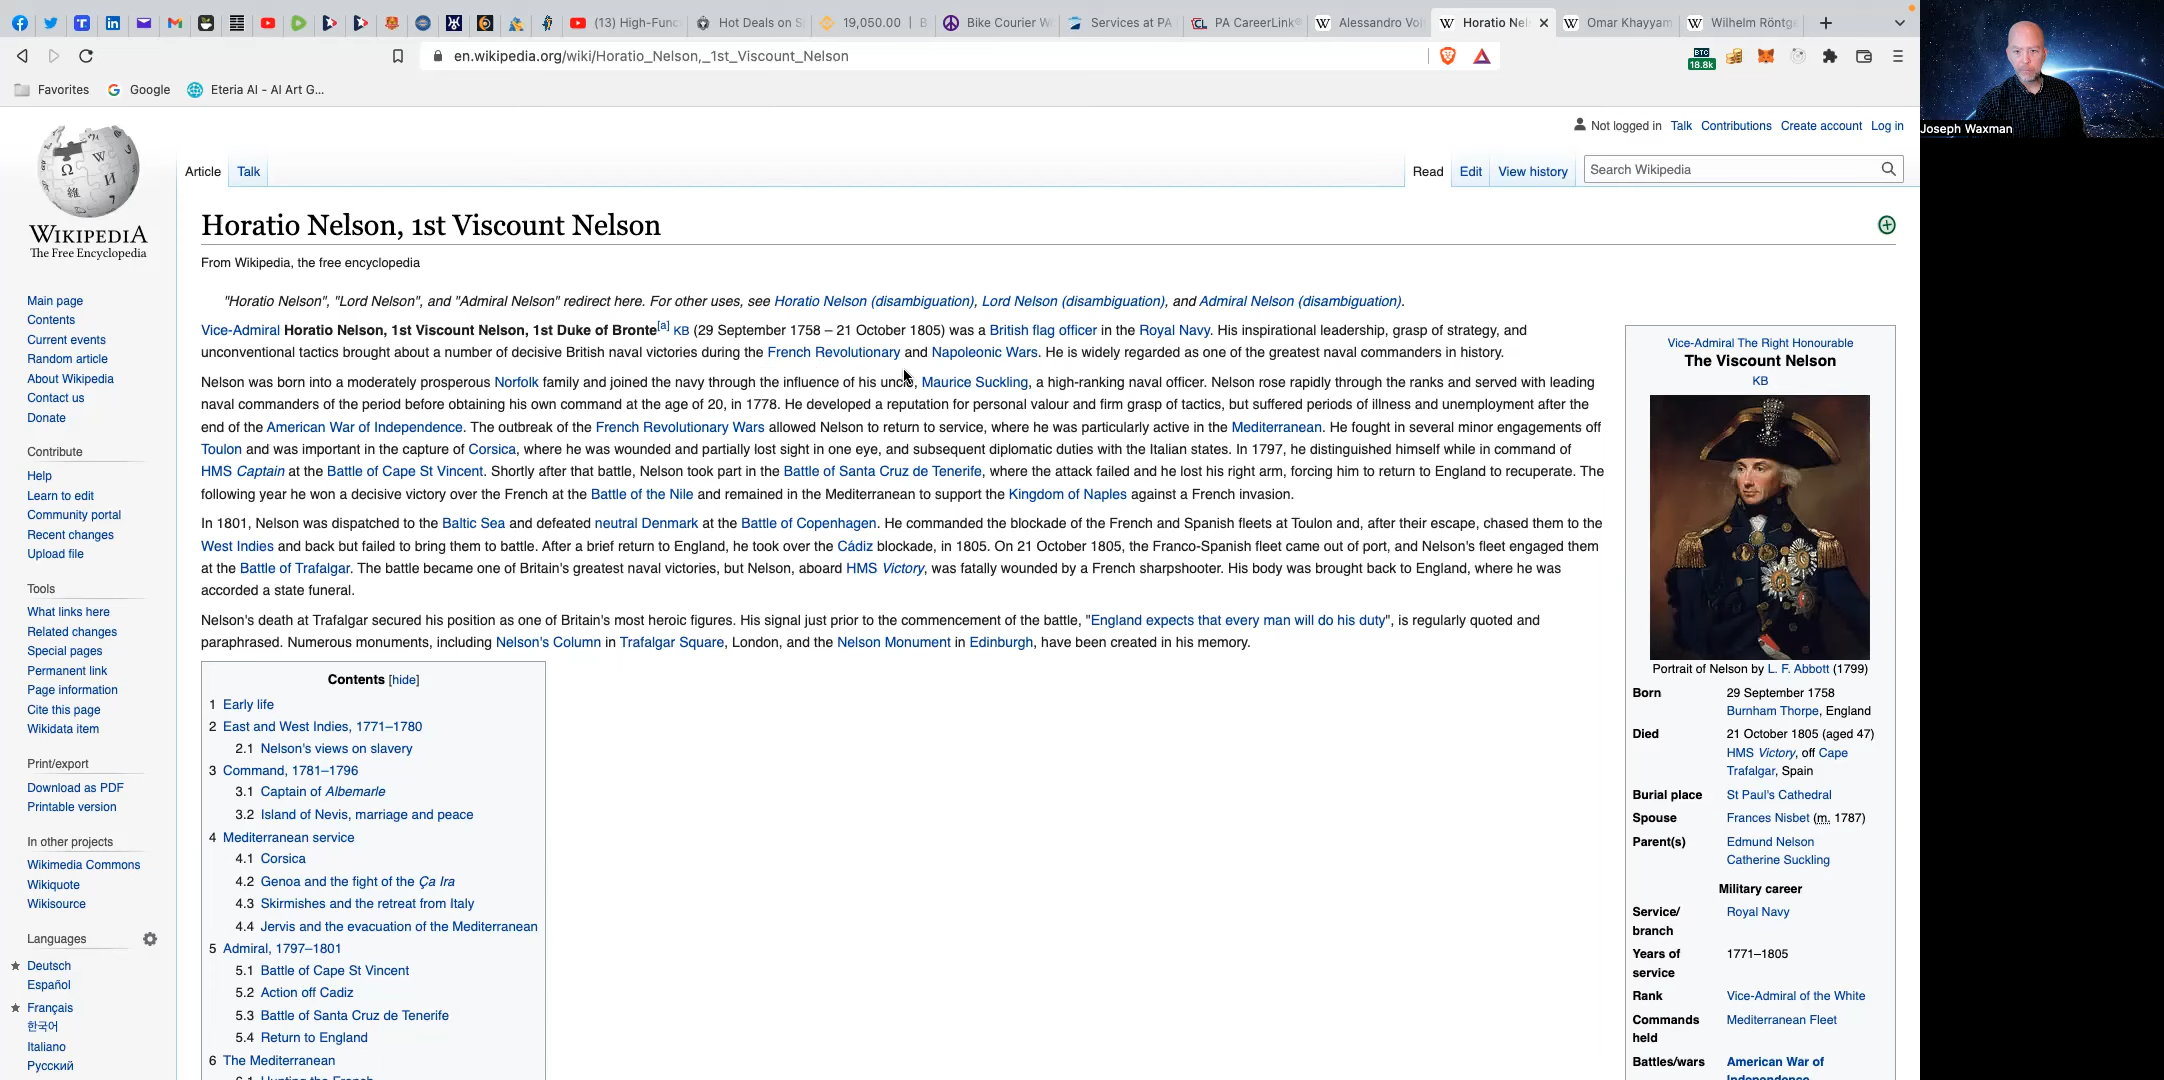 (13) High-Func
Hot Deals on S
19,050.00 | B
Bike Courier W
Services at PA
PA CareerLink®
Alessandro Vol
Horatio Nel
Omar Khayyam
Wilhelm Röntge
en.wikipedia.org/wiki/Horatio_Nelson,_1st_Viscount_Nelson
BTC
18.8k
Favorites
Google
Eteria AI - AI Art G...
Joseph Waxman
Not logged in Talk Contributions Create account Log in
Article Talk
Read Edit View history
Search Wikipedia
WIKIPEDIA
The Free Encyclopedia
Main page
Contents
Current events
Random article
About Wikipedia
Contact us
Donate
Contribute
Help
Learn to edit
Community portal
Recent changes
Upload file
Tools
What links here
Related changes
Special pages
Permanent link
Page information
Cite this page
Wikidata item
Print/export
Download as PDF
Printable version
In other projects
Wikimedia Commons
Wikiquote
Wikisource
Languages
Deutsch
Español
Français
한국어
Italiano
Русский
Horatio Nelson, 1st Viscount Nelson
From Wikipedia, the free encyclopedia
"Horatio Nelson", "Lord Nelson", and "Admiral Nelson" redirect here. For other uses, see Horatio Nelson (disambiguation), Lord Nelson (disambiguation), and Admiral Nelson (disambiguation).
Vice-Admiral Horatio Nelson, 1st Viscount Nelson, 1st Duke of Bronte[a] KB (29 September 1758 – 21 October 1805) was a British flag officer in the Royal Navy. His inspirational leadership, grasp of strategy, and
unconventional tactics brought about a number of decisive British naval victories during the French Revolutionary and Napoleonic Wars. He is widely regarded as one of the greatest naval commanders in history.
Nelson was born into a moderately prosperous Norfolk family and joined the navy through the influence of his uncle, Maurice Suckling, a high-ranking naval officer. Nelson rose rapidly through the ranks and served with leading
naval commanders of the period before obtaining his own command at the age of 20, in 1778. He developed a reputation for personal valour and firm grasp of tactics, but suffered periods of illness and unemployment after the
end of the American War of Independence. The outbreak of the French Revolutionary Wars allowed Nelson to return to service, where he was particularly active in the Mediterranean. He fought in several minor engagements off
Toulon and was important in the capture of Corsica, where he was wounded and partially lost sight in one eye, and subsequent diplomatic duties with the Italian states. In 1797, he distinguished himself while in command of
HMS Captain at the Battle of Cape St Vincent. Shortly after that battle, Nelson took part in the Battle of Santa Cruz de Tenerife, where the attack failed and he lost his right arm, forcing him to return to England to recuperate. The
following year he won a decisive victory over the French at the Battle of the Nile and remained in the Mediterranean to support the Kingdom of Naples against a French invasion.
In 1801, Nelson was dispatched to the Baltic Sea and defeated neutral Denmark at the Battle of Copenhagen. He commanded the blockade of the French and Spanish fleets at Toulon and, after their escape, chased them to the
West Indies and back but failed to bring them to battle. After a brief return to England, he took over the Cádiz blockade, in 1805. On 21 October 1805, the Franco-Spanish fleet came out of port, and Nelson's fleet engaged them
at the Battle of Trafalgar. The battle became one of Britain's greatest naval victories, but Nelson, aboard HMS Victory, was fatally wounded by a French sharpshooter. His body was brought back to England, where he was
accorded a state funeral.
Nelson's death at Trafalgar secured his position as one of Britain's most heroic figures. His signal just prior to the commencement of the battle, "England expects that every man will do his duty", is regularly quoted and
paraphrased. Numerous monuments, including Nelson's Column in Trafalgar Square, London, and the Nelson Monument in Edinburgh, have been created in his memory.
Contents [hide]
1 Early life
2 East and West Indies, 1771–1780
2.1 Nelson's views on slavery
3 Command, 1781–1796
3.1 Captain of Albemarle
3.2 Island of Nevis, marriage and peace
4 Mediterranean service
4.1 Corsica
4.2 Genoa and the fight of the Ça Ira
4.3 Skirmishes and the retreat from Italy
4.4 Jervis and the evacuation of the Mediterranean
5 Admiral, 1797–1801
5.1 Battle of Cape St Vincent
5.2 Action off Cadiz
5.3 Battle of Santa Cruz de Tenerife
5.4 Return to England
6 The Mediterranean
6.1 Hunting the French
Vice-Admiral The Right Honourable
The Viscount Nelson
KB
Portrait of Nelson by L. F. Abbott (1799)
Born 29 September 1758
Burnham Thorpe, England
Died 21 October 1805 (aged 47)
HMS Victory, off Cape
Trafalgar, Spain
Burial place St Paul's Cathedral
Spouse Frances Nisbet (m. 1787)
Parent(s) Edmund Nelson
Catherine Suckling
Military career
Service/ Royal Navy
branch
Years of 1771–1805
service
Rank Vice-Admiral of the White
Commands Mediterranean Fleet
held
Battles/wars American War of
Independence